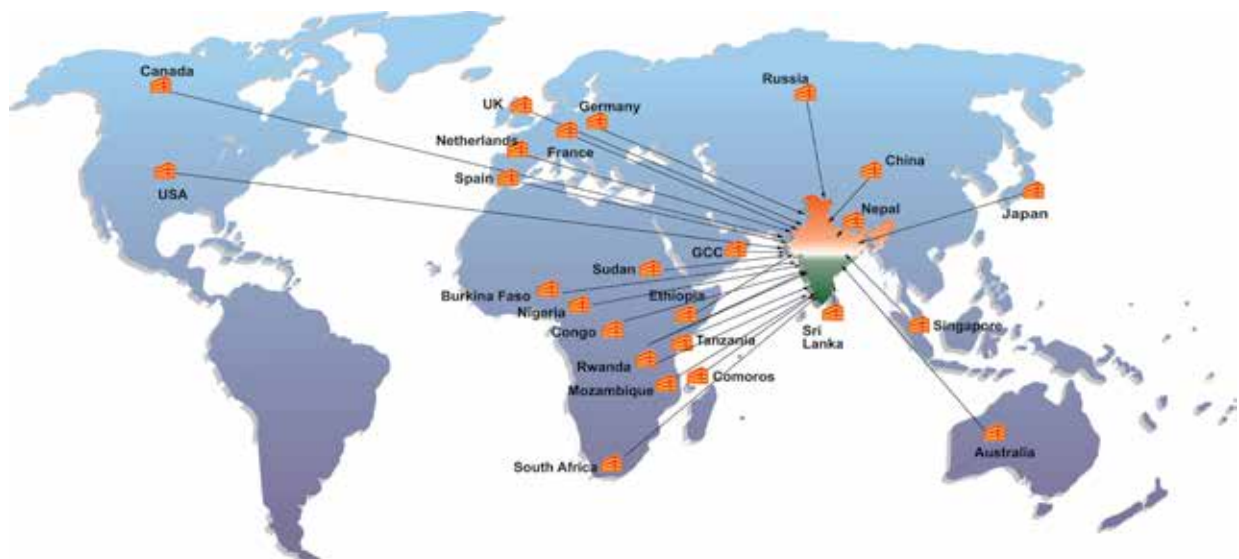 Canada
Russia
UK
Germany
Netherlands
France
China
Spain
USA
Nepal
Japan
GCC
Sudan
Burkina Faso
Ethiopia
Nigeria
Congo
Sri
Lanka
Singapore
Tanzania
Rwanda
Comoros
Mozambique
Australia
South Africa